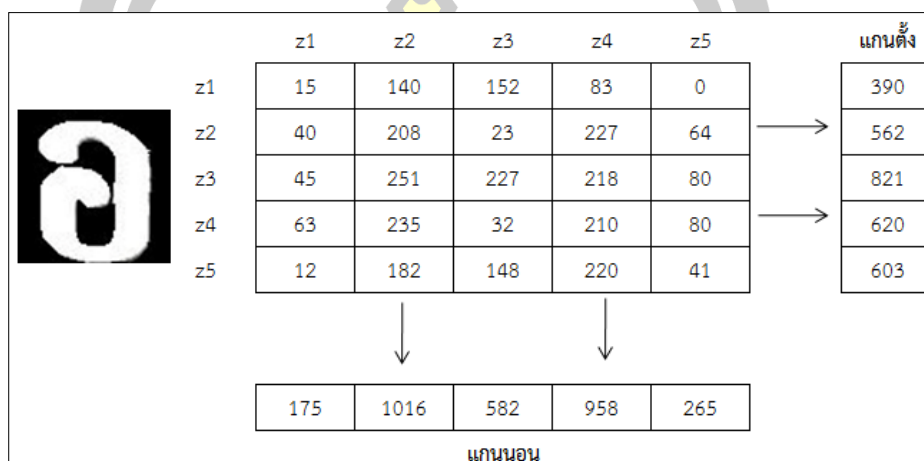 z1 z2 z3 z4 z5 แกนตั้ง
z1 15 140 152 83 0 390
z2 40 208 23 227 64 562
z3 45 251 227 218 80 821
z4 63 235 32 210 80 620
z5 12 182 148 220 41 603
อ
175 1016 582 958 265
แกนนอน